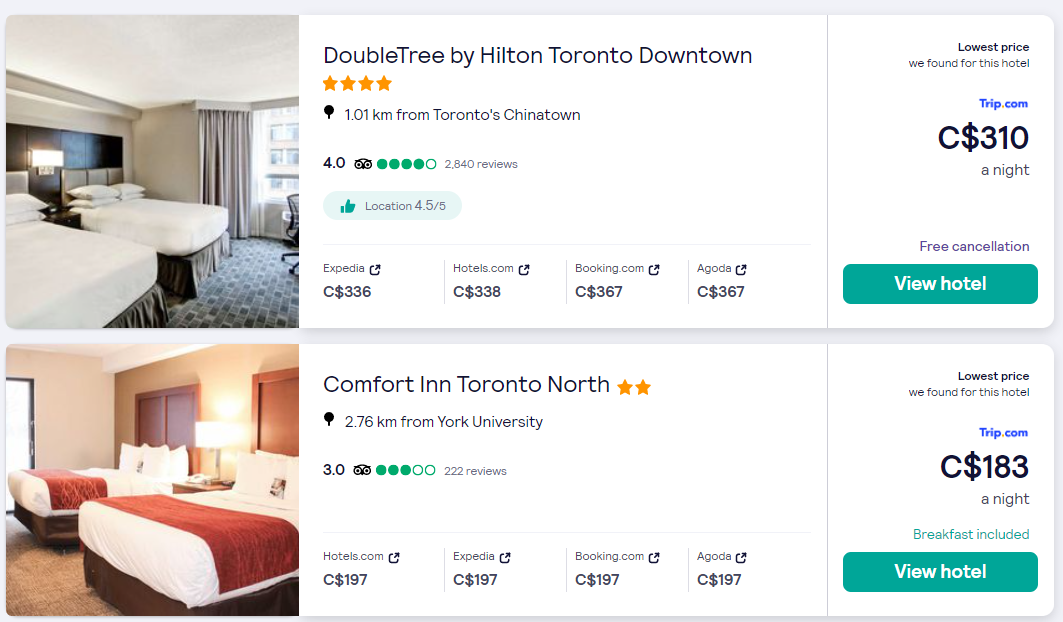 DoubleTree by Hilton Toronto Downtown
1.01 km from Toronto's Chinatown
4.0 2,840 reviews
Location 4.5/5
Expedia Hotels.com Booking.com Agoda
C$336 C$338 C$367 C$367
Lowest price
we found for this hotel
Trip.com
C$310
a night
Free cancellation
View hotel
Comfort Inn Toronto North
2.76 km from York University
3.0 222 reviews
Hotels.com Expedia Booking.com Agoda
C$197 C$197 C$197 C$197
Lowest price
we found for this hotel
Trip.com
C$183
a night
Breakfast included
View hotel